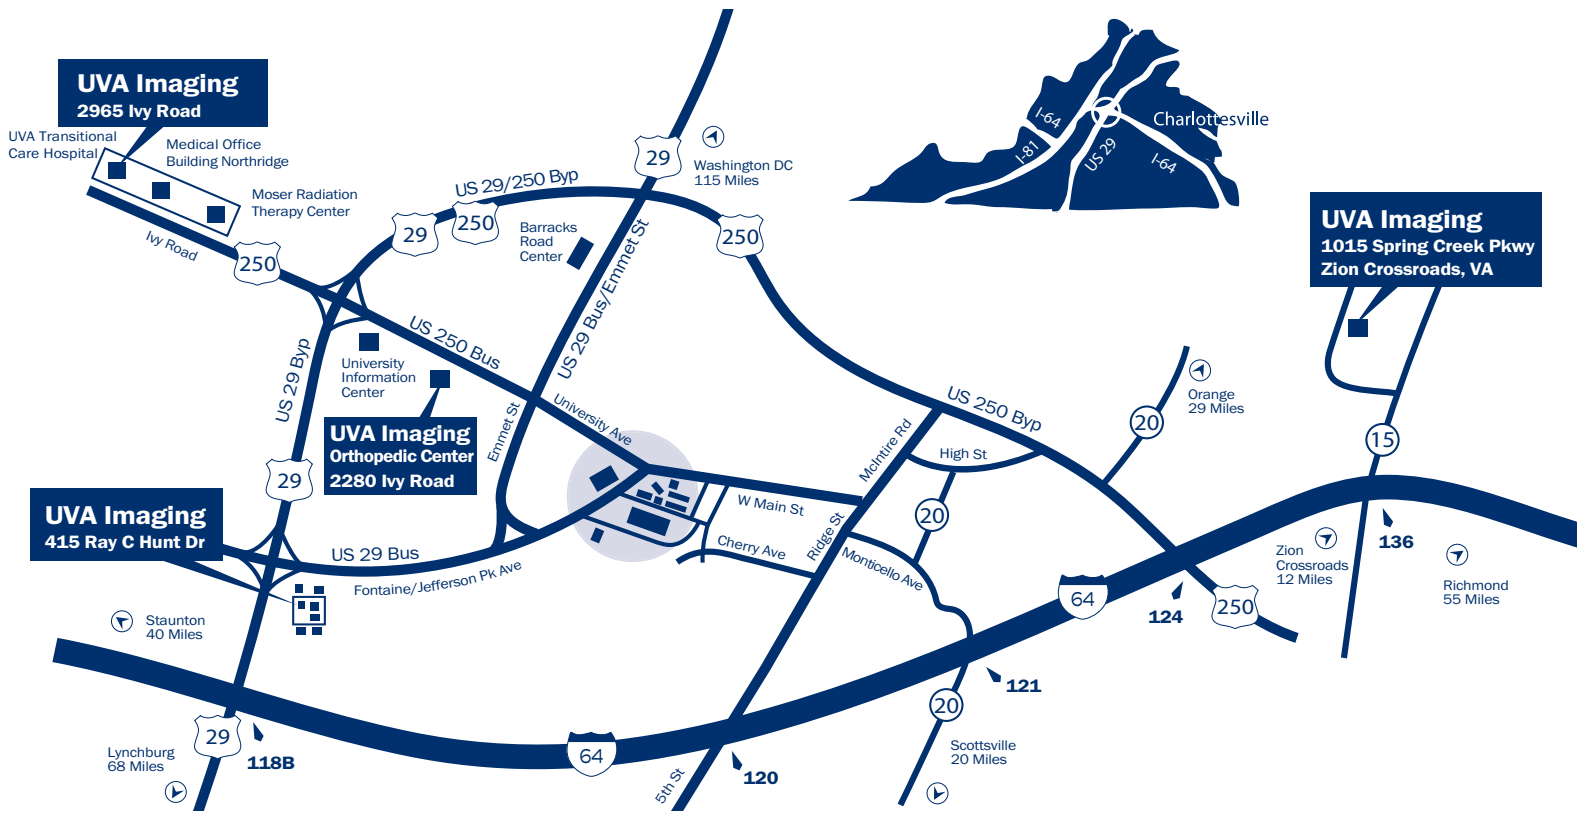 UVA Imaging
2965 Ivy Road
UVA Transitional
Care Hospital
Medical Office
Building Northridge
Moser Radiation
Therapy Center
Ivy Road
250
29
250
US 29/250 Byp
29
Washington DC
115 Miles
Barracks
Road
Center
250
US 29 Bus/Emmet St
I-64
I-81
US 29
I-64
Charlottesville
UVA Imaging
1015 Spring Creek Pkwy
Zion Crossroads, VA
US 29 Byp
US 250 Bus
University
Information
Center
UVA Imaging
Orthopedic Center
2280 Ivy Road
Emmet St
University Ave
US 250 Byp
McIntire Rd
High St
20
Orange
29 Miles
20
15
29
UVA Imaging
415 Ray C Hunt Dr
US 29 Bus
Fontaine/Jefferson Pk Ave
W Main St
Cherry Ave
Ridge St
Monticello Ave
64
124
250
Zion
Crossroads
12 Miles
136
Richmond
55 Miles
Staunton
40 Miles
29
Lynchburg
68 Miles
118B
64
5th St
120
121
20
Scottsville
20 Miles